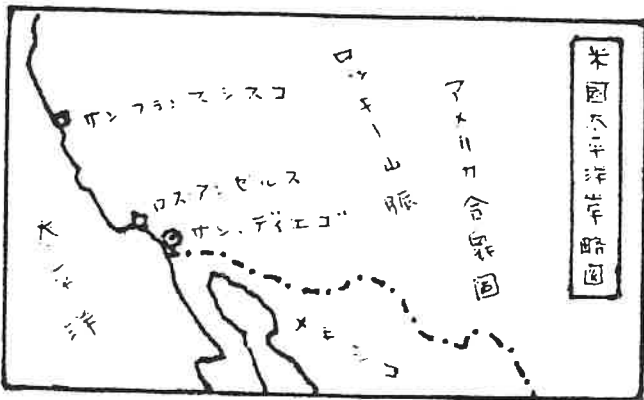 米國太平洋岸略図
アメリカ合衆国
ロッキー山脈
サンフランスシスコ
ロスアンゼルス
サン.ディエゴ
太平洋
メキシコ